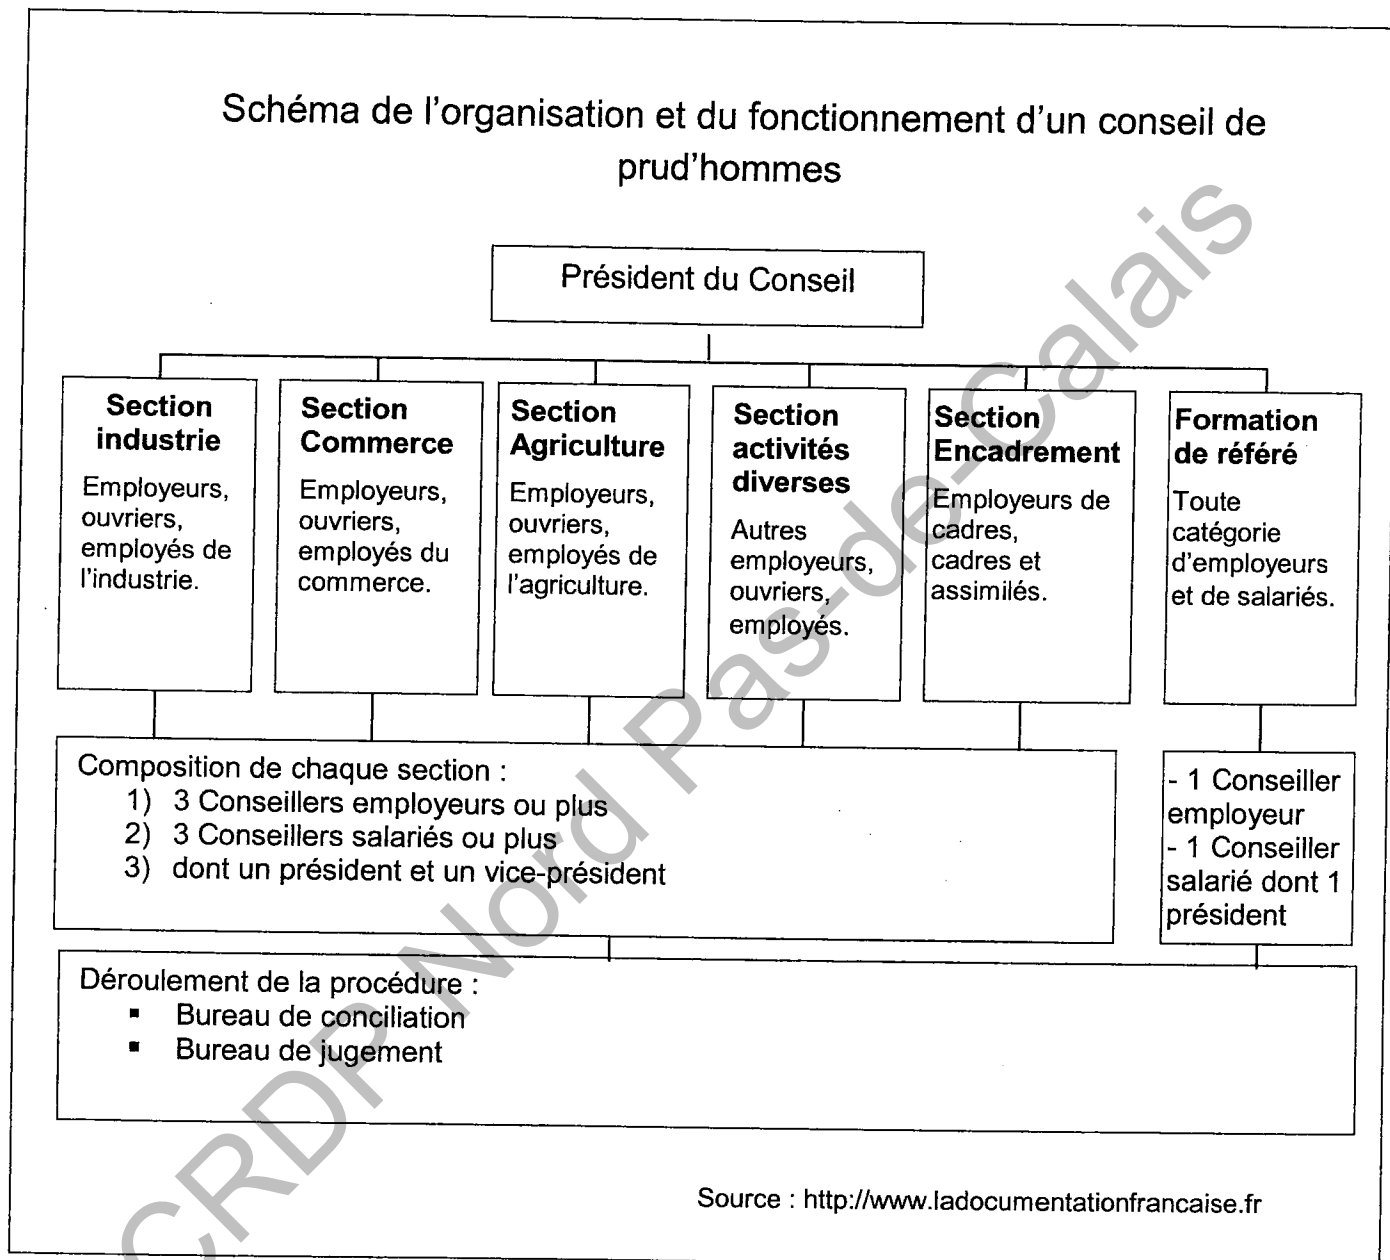 Schéma de l'organisation et du fonctionnement d'un conseil de
prud'hommes
Président du Conseil
Section
industrie
Employeurs,
ouvriers,
employés de
l'industrie.
Section
Commerce
Employeurs,
ouvriers,
employés du
commerce.
Section
Agriculture
Employeurs,
ouvriers,
employés de
l'agriculture.
Section
activités
diverses
Autres
employeurs,
ouvriers,
employés.
Section
Encadrement
Employeurs de
cadres,
cadres et
assimilés.
Formation
de référé
Toute
catégorie
d'employeurs
et de salariés.
Composition de chaque section :
1) 3 Conseillers employeurs ou plus
2) 3 Conseillers salariés ou plus
3) dont un président et un vice-président
- 1 Conseiller
employeur
- 1 Conseiller
salarié dont 1
président
Déroulement de la procédure :
▪ Bureau de conciliation
▪ Bureau de jugement
Source : http://www.ladocumentationfrancaise.fr
CRDP Nord Pas-de-Calais